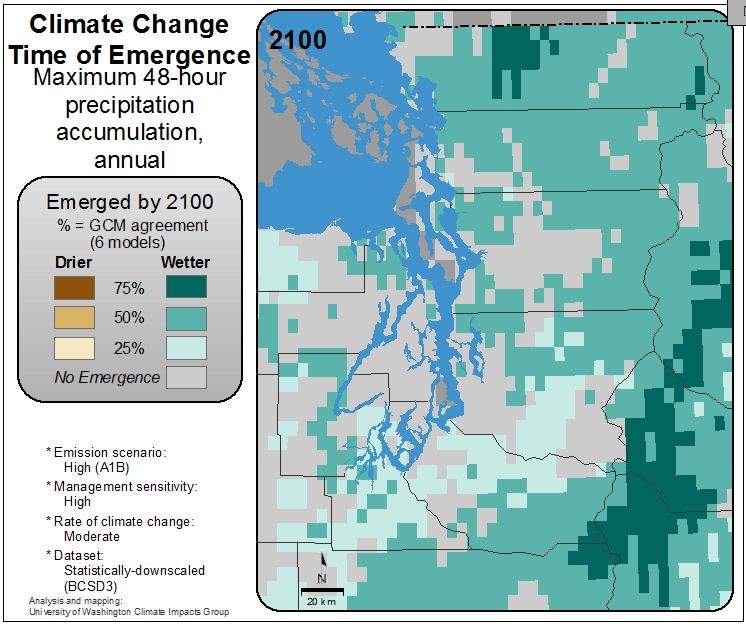 Climate Change
Time of Emergence
Maximum 48-hour
precipitation
accumulation,
annual
2100
Emerged by 2100
% = GCM agreement
(6 models)
Drier Wetter
75%
50%
25%
No Emergence
* Emission scenario:
High (A1B)
* Management sensitivity:
High
* Rate of climate change:
Moderate
* Dataset:
Statistically-downscaled
(BCSD3)
Analysis and mapping:
University of Washington Climate Impacts Group
N
20 km